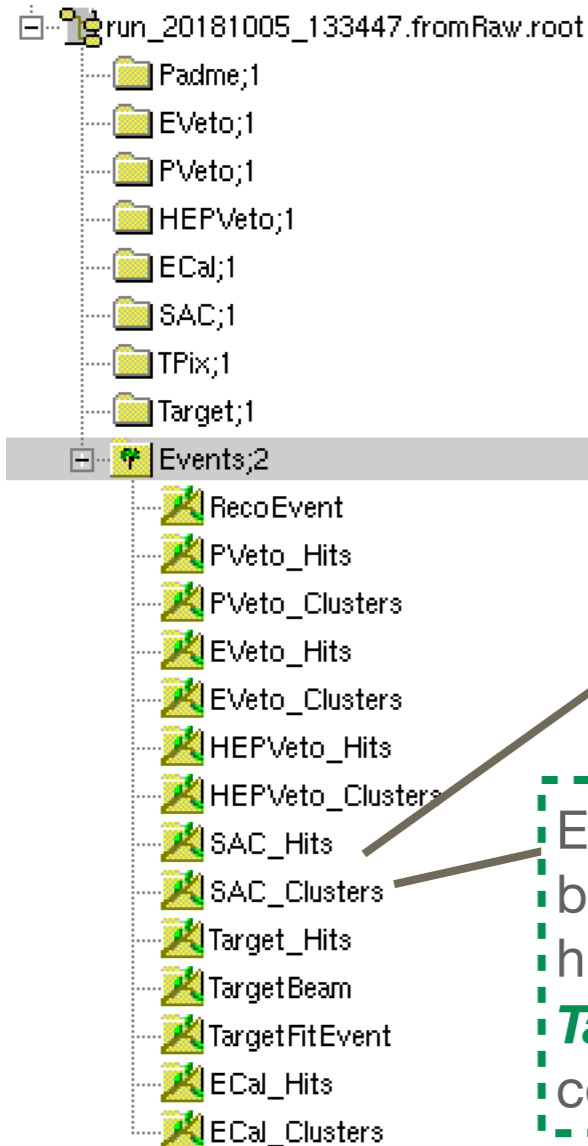 run_20181005_133447.fromRaw.root
Padme;1
EVeto;1
PVeto;1
HEPVeto;1
ECal;1
SAC;1
TPix;1
Target;1
Events;2
RecoEvent
PVeto_Hits
PVeto_Clusters
EVeto_Hits
EVeto_Clusters
HEPVeto_Hits
HEPVeto_Clusters
SAC_Hits
SAC_Clusters
Target_Hits
TargetBeam
TargetFitEvent
ECal_Hits
ECal_Clusters